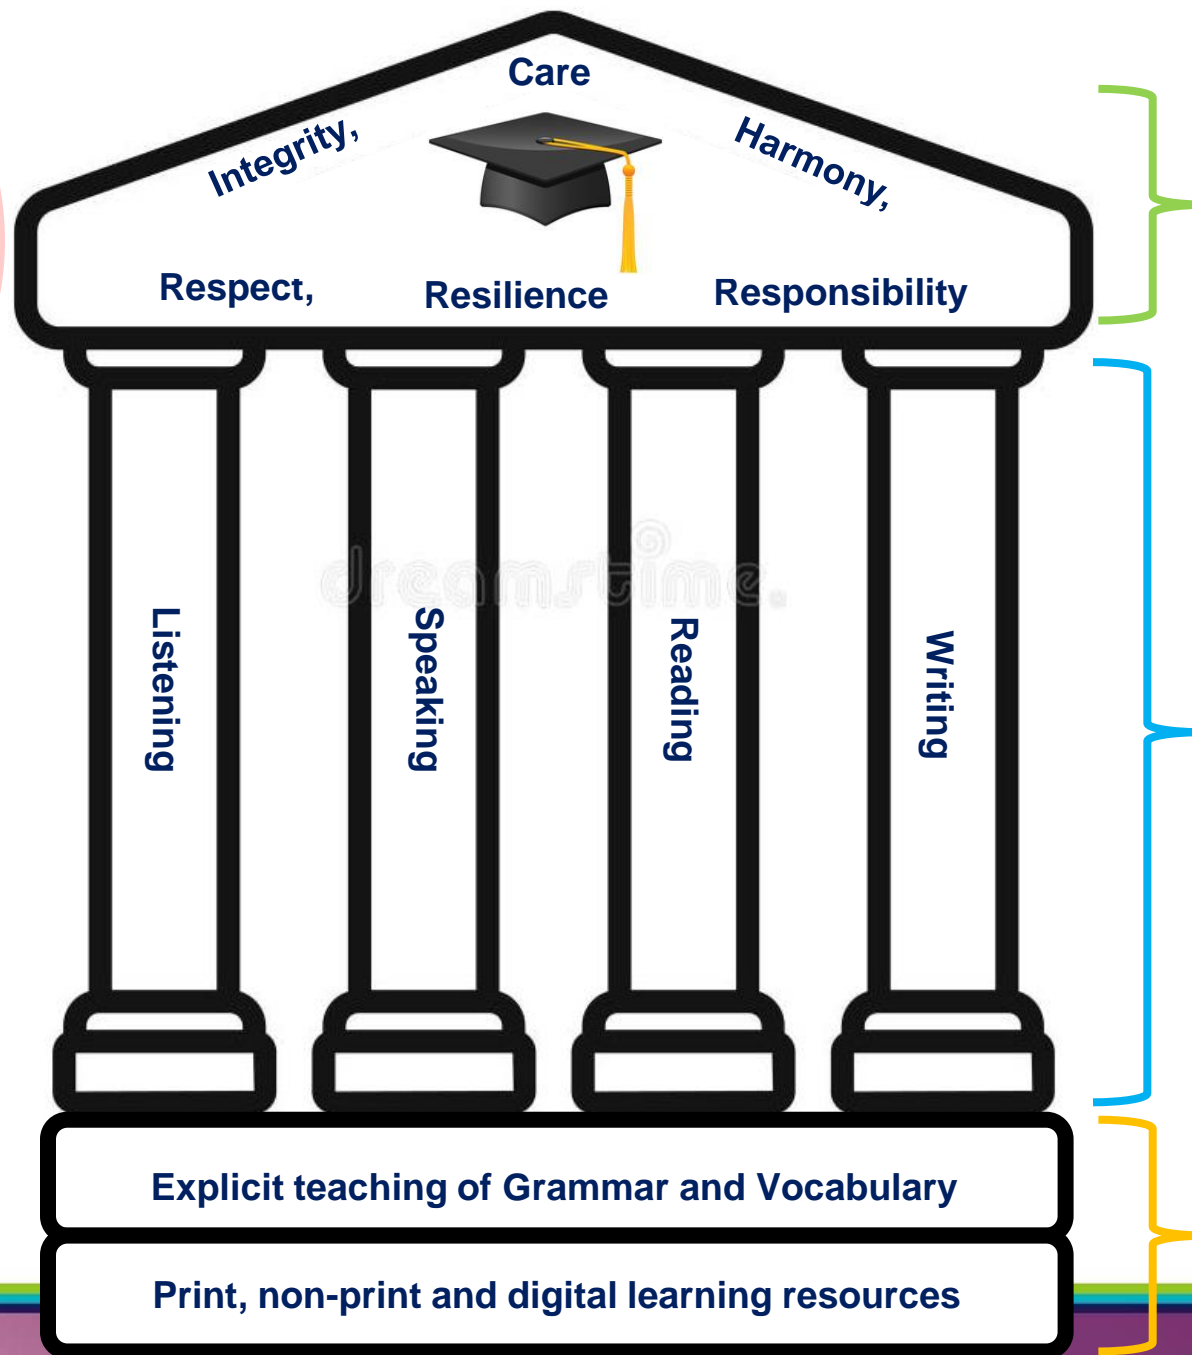 Care
Integrity,
Harmony,
Respect,
Resilience
Responsibility
dreamstime.
Listening
Speaking
Reading
Writing
Explicit teaching of Grammar and Vocabulary
Print, non-print and digital learning resources